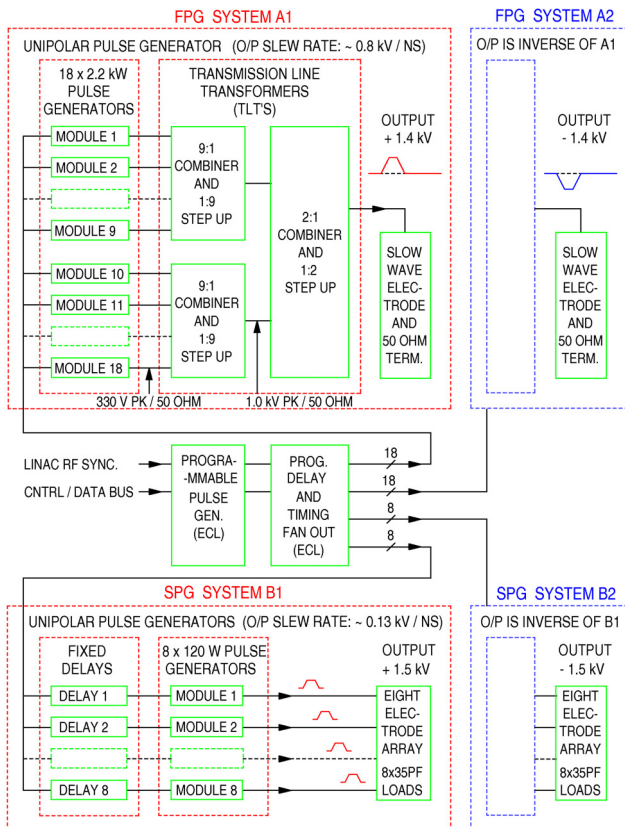 FPG SYSTEM A1
UNIPOLAR PULSE GENERATOR (O/P SLEW RATE: ~ 0.8 kV / NS)
18 x 2.2 kW
PULSE
GENERATORS
TRANSMISSION LINE
TRANSFORMERS
(TLT'S)
MODULE 1
MODULE 2
MODULE 9
MODULE 10
MODULE 11
MODULE 18
9:1
COMBINER
AND
1:9
STEP UP
9:1
COMBINER
AND
1:9
STEP UP
2:1
COMBINER
AND
1:2
STEP UP
OUTPUT
+ 1.4 kV
SLOW
WAVE
ELEC-
TRODE
AND
50 OHM
TERM.
330 V PK / 50 OHM
1.0 kV PK / 50 OHM
FPG SYSTEM A2
O/P IS INVERSE OF A1
OUTPUT
- 1.4 kV
SLOW
WAVE
ELEC-
TRODE
AND
50 OHM
TERM.
LINAC RF SYNC.
CNTRL / DATA BUS
PROGRA-
-MMABLE
PULSE
GEN.
(ECL)
PROG.
DELAY
AND
TIMING
FAN OUT
(ECL)
18
18
8
8
SPG SYSTEM B1
UNIPOLAR PULSE GENERATORS (O/P SLEW RATE: ~ 0.13 kV / NS)
FIXED
DELAYS
8 x 120 W PULSE
GENERATORS
OUTPUT
+ 1.5 kV
DELAY 1
DELAY 2
DELAY 8
MODULE 1
MODULE 2
MODULE 8
EIGHT
ELEC-
TRODE
ARRAY
8x35PF
LOADS
SPG SYSTEM B2
O/P IS INVERSE OF B1
OUTPUT
- 1.5 kV
EIGHT
ELEC-
TRODE
ARRAY
8x35PF
LOADS